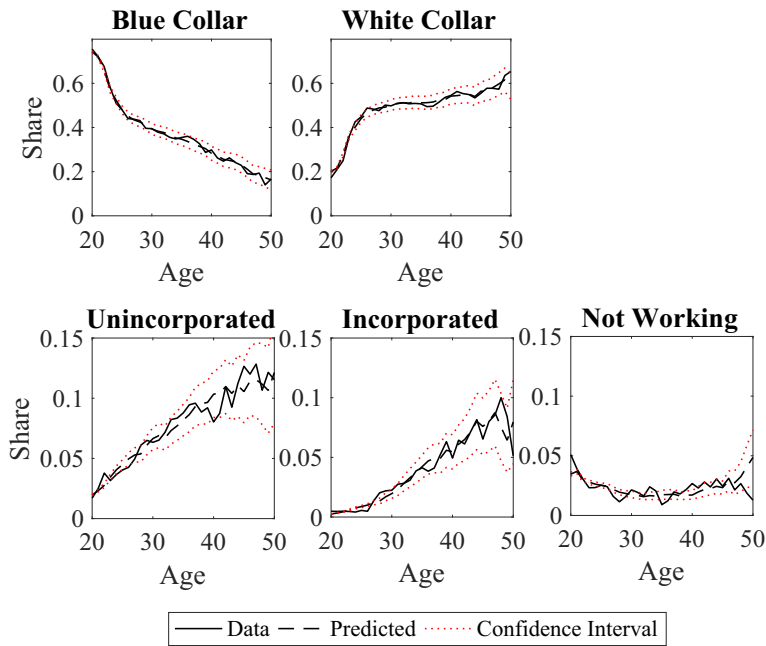 Blue Collar
White Collar
Share
0.6
0.4
0.2
0
20
30
40
50
Age
0.6
0.4
0.2
0
20
30
40
50
Age
Unincorporated
Incorporated
Not Working
Share
0.15
0.1
0.05
0
20
30
40
50
Age
0.15
0.1
0.05
0
20
30
40
50
Age
0.15
0.1
0.05
0
20
30
40
50
Age
Data
Predicted
Confidence Interval